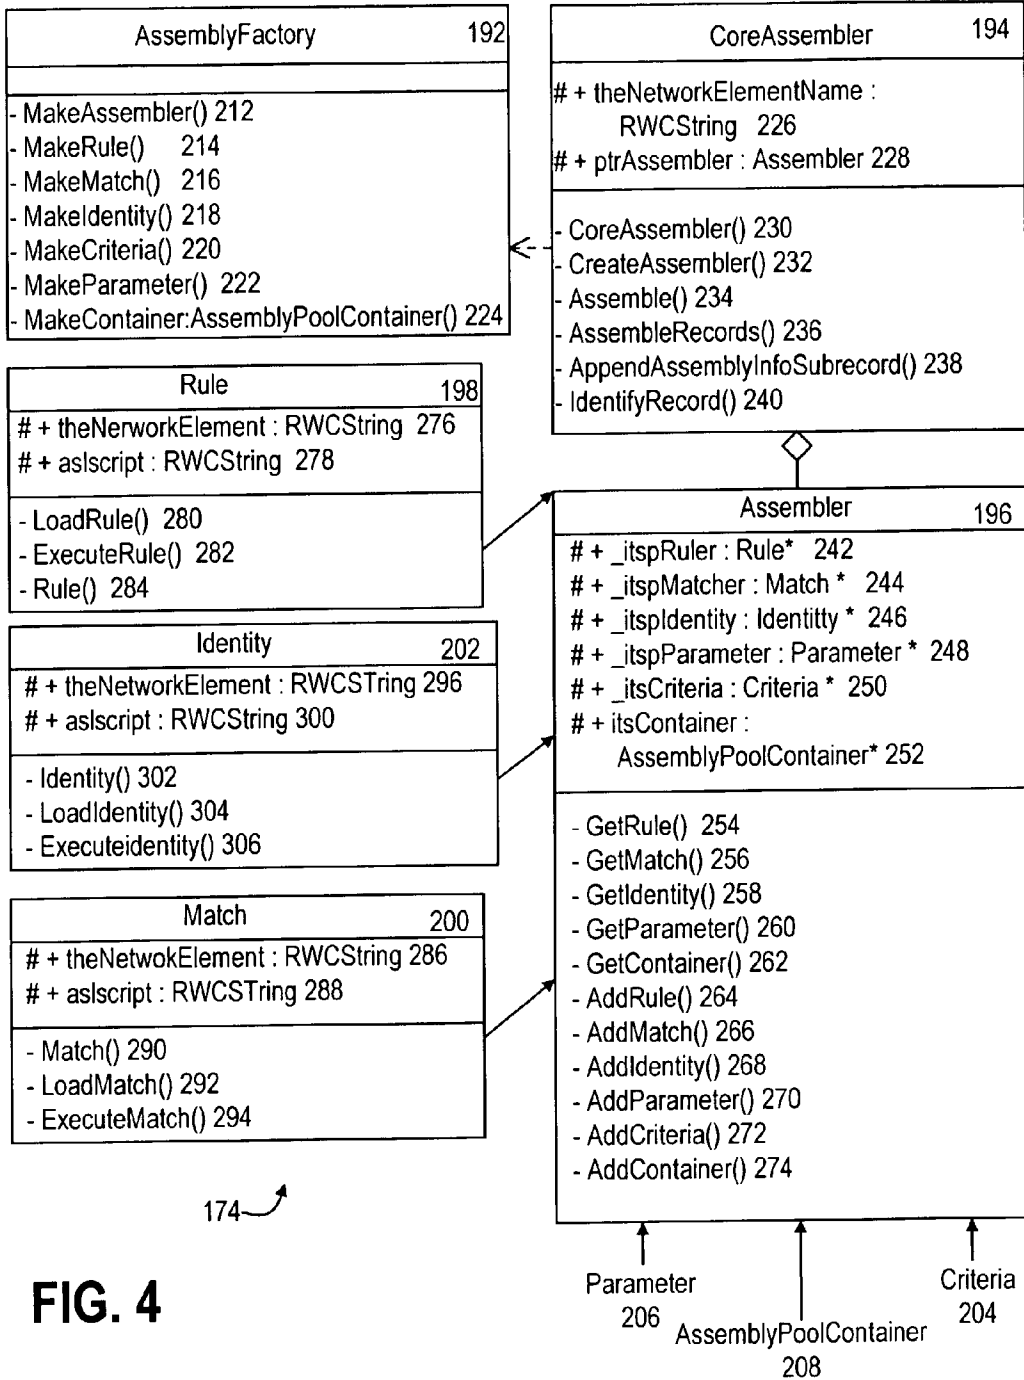 AssemblyFactory 192
- MakeAssembler() 212
- MakeRule() 214
- MakeMatch() 216
- MakeIdentity() 218
- MakeCriteria() 220
- MakeParameter() 222
- MakeContainer:AssemblyPoolContainer() 224
CoreAssembler 194
# + theNetworkElementName :
RWCString 226
# + ptrAssembler : Assembler 228
- CoreAssembler() 230
- CreateAssembler() 232
- Assemble() 234
- AssembleRecords() 236
- AppendAssemblyInfoSubrecord() 238
- IdentifyRecord() 240
Rule 198
# + theNerworkElement : RWCString 276
# + aslscript : RWCString 278
- LoadRule() 280
- ExecuteRule() 282
- Rule() 284
Identity 202
# + theNetworkElement : RWCSTring 296
# + aslscript : RWCString 300
- Identity() 302
- LoadIdentity() 304
- Executeidentity() 306
Match 200
# + theNetwokElement : RWCString 286
# + aslscript : RWCSTring 288
- Match() 290
- LoadMatch() 292
- ExecuteMatch() 294
Assembler 196
# + _itspRuler : Rule* 242
# + _itspMatcher : Match * 244
# + _itspIdentity : Identitty * 246
# + _itspParameter : Parameter * 248
# + _itsCriteria : Criteria * 250
# + itsContainer :
AssemblyPoolContainer* 252
- GetRule() 254
- GetMatch() 256
- GetIdentity() 258
- GetParameter() 260
- GetContainer() 262
- AddRule() 264
- AddMatch() 266
- AddIdentity() 268
- AddParameter() 270
- AddCriteria() 272
- AddContainer() 274
174
Parameter
206
AssemblyPoolContainer
208
Criteria
204
FIG. 4